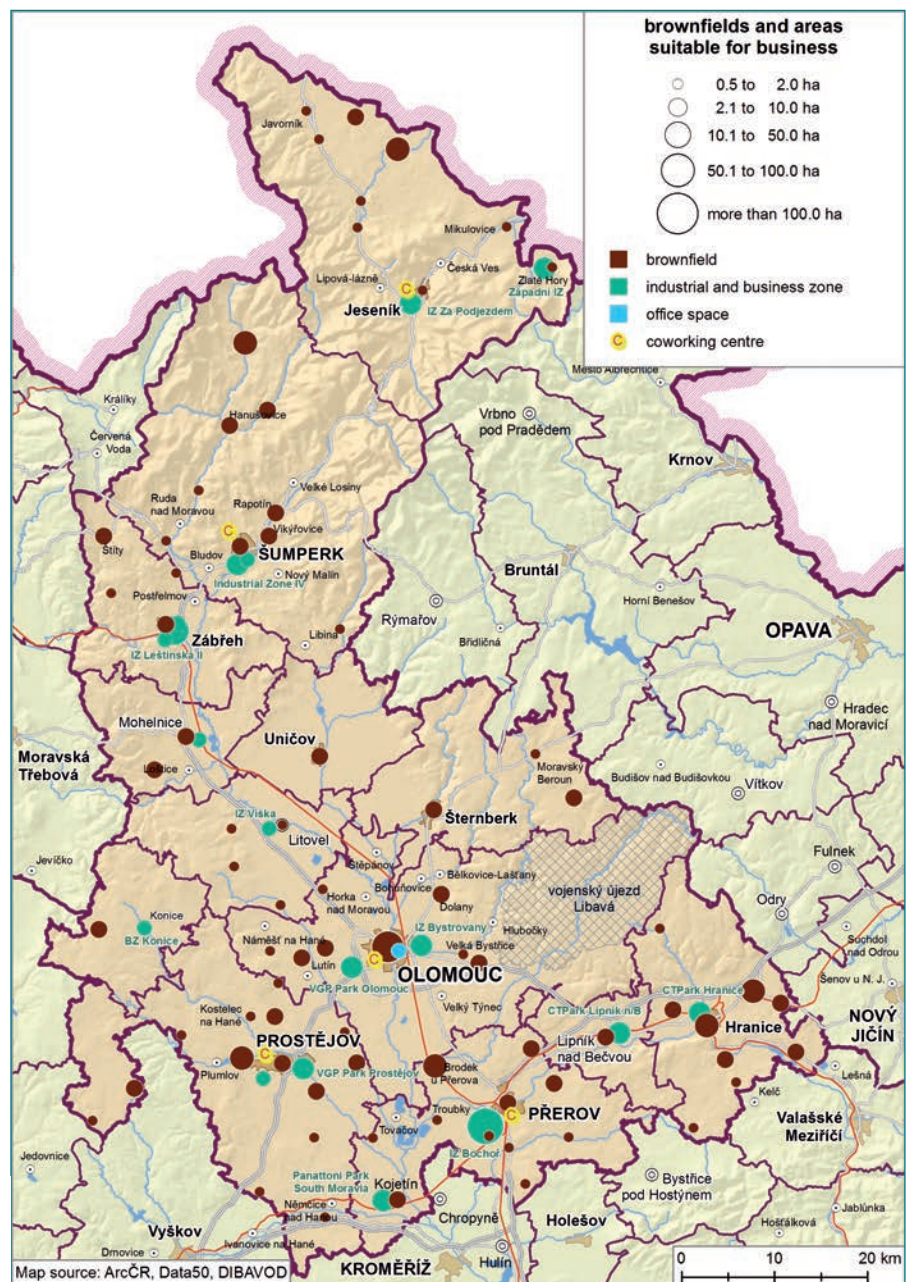 brownfields and areas
suitable for business
0.5 to 2.0 ha
2.1 to 10.0 ha
10.1 to 50.0 ha
50.1 to 100.0 ha
more than 100.0 ha
brownfield
industrial and business zone
office space
C coworking centre
Javorník
Mikulovice
Česká Ves
Lipová-lázně
Zlaté Hory
Západní IZ
C
Jeseník
IZ Za Podjezdem
Město Albrechtice
Králíky
Hanušovice
Vrbno
pod Pradědem
Červená
Voda
Krnov
Velké Losiny
Ruda
nad Moravou
Rapotín
C
Vikýřovice
Štíty
Bludov
ŠUMPERK
Nový Malín
Industrial Zone IV
Bruntál
Postřelmov
Horní Benešov
Rýmařov
Břidličná
OPAVA
Libina
Zábřeh
IZ Leštinská II
Hradec
nad Moravicí
Mohelnice
Uničov
Moravská
Třebová
Loštice
Moravský
Beroun
Budišov nad Budišovkou
Vítkov
Šternberk
IZ Víska
Litovel
Jevíčko
Štěpánov
Fulnek
Bohuňovice
Bělkovice-Lašťany
vojenský újezd
Libavá
Horka
nad Moravou
Dolany
Odry
Konice
BZ Konice
Náměšť na Hané
IZ Bystrovany
Hlubočky
Suchdol
nad Odrou
Velká Bystřice
Lutín
C
OLOMOUC
VGP Park Olomouc
Šenov u N. J.
CTPark Hranice
Velký Týnec
CTPark Lipník n/B
Kostelec
na Hané
NOVÝ
JIČÍN
Hranice
PROSTĚJOV
Lipník
nad Bečvou
C
Plumlov
VGP Park Prostějov
Brodek
u Přerova
Lešná
Kelč
Troubky
C
PŘEROV
Valašské
Meziříčí
Tovačov
IZ Bochoř
Jedovnice
Panattoni Park
South Moravia
Kojetín
Bystřice
pod Hostýnem
Němčice
nad Hanou
Chropyně
Holešov
Jablůnka
Vyškov
Hošťálková
Ivanovice na Hané
Drnovice
KROMĚŘÍŽ
Hulín
0 10 20 km
Map source: ArcČR, Data50, DIBAVOD